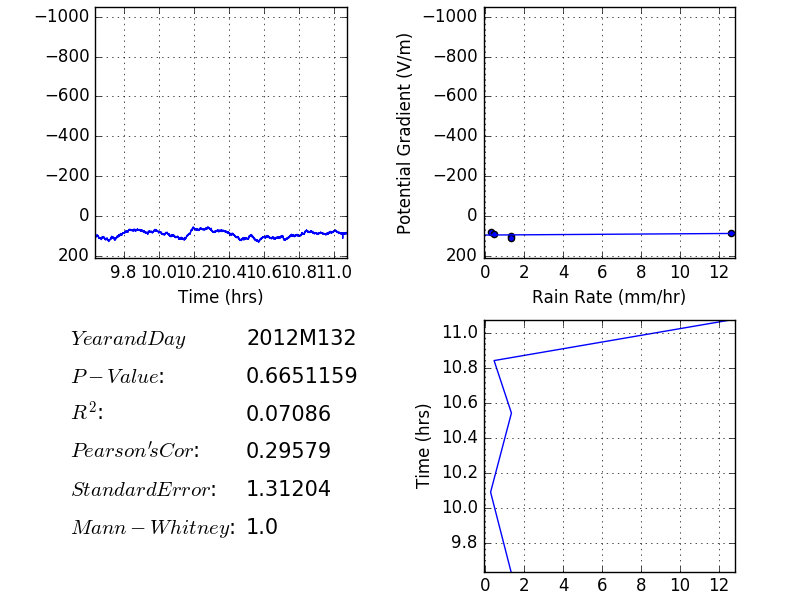 −1000
−800
−600
−400
−200
0
200
9.8 10.0 10.2 10.4 10.6 10.8 11.0
Time (hrs)
−1000
−800
−600
−400
−200
0
200
Potential Gradient (V/m)
0 2 4 6 8 10 12
Rain Rate (mm/hr)
YearandDay 2012M132
P−Value: 0.6651159
R²: 0.07086
Pearson'sCor: 0.29579
StandardError: 1.31204
Mann−Whitney: 1.0
11.0
10.8
10.6
10.4
10.2
10.0
9.8
Time (hrs)
0 2 4 6 8 10 12